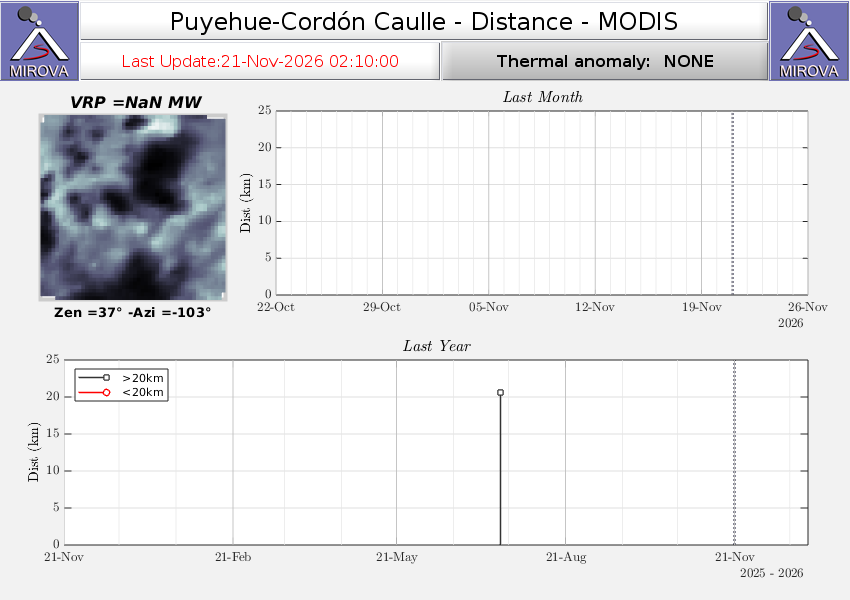 Puyehue-Cordón Caulle - Distance - MODIS
MIROVA
Last Update:21-Nov-2026 02:10:00
Thermal anomaly:  NONE
MIROVA
VRP =NaN MW
Zen =37° -Azi =-103°
Last Month
Dist (km)
25
20
15
10
5
0
22-Oct
29-Oct
05-Nov
12-Nov
19-Nov
26-Nov
2026
Last Year
Dist (km)
25
20
15
10
5
0
>20km
<20km
21-Nov
21-Feb
21-May
21-Aug
21-Nov
2025 - 2026